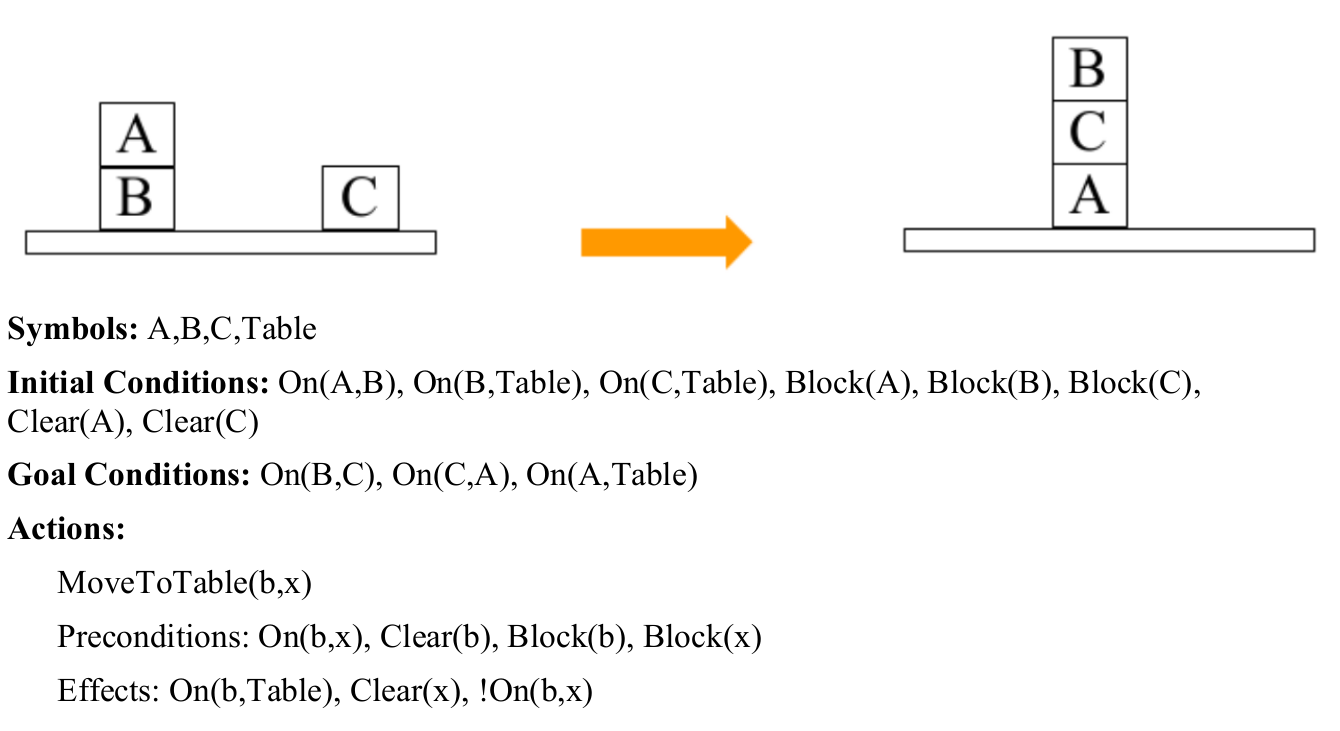 B
A
C
B
C
A
Symbols: A,B,C,Table
Initial Conditions: On(A,B), On(B,Table), On(C,Table), Block(A), Block(B), Block(C),
Clear(A), Clear(C)
Goal Conditions: On(B,C), On(C,A), On(A,Table)
Actions:
MoveToTable(b,x)
Preconditions: On(b,x), Clear(b), Block(b), Block(x)
Effects: On(b,Table), Clear(x), !On(b,x)